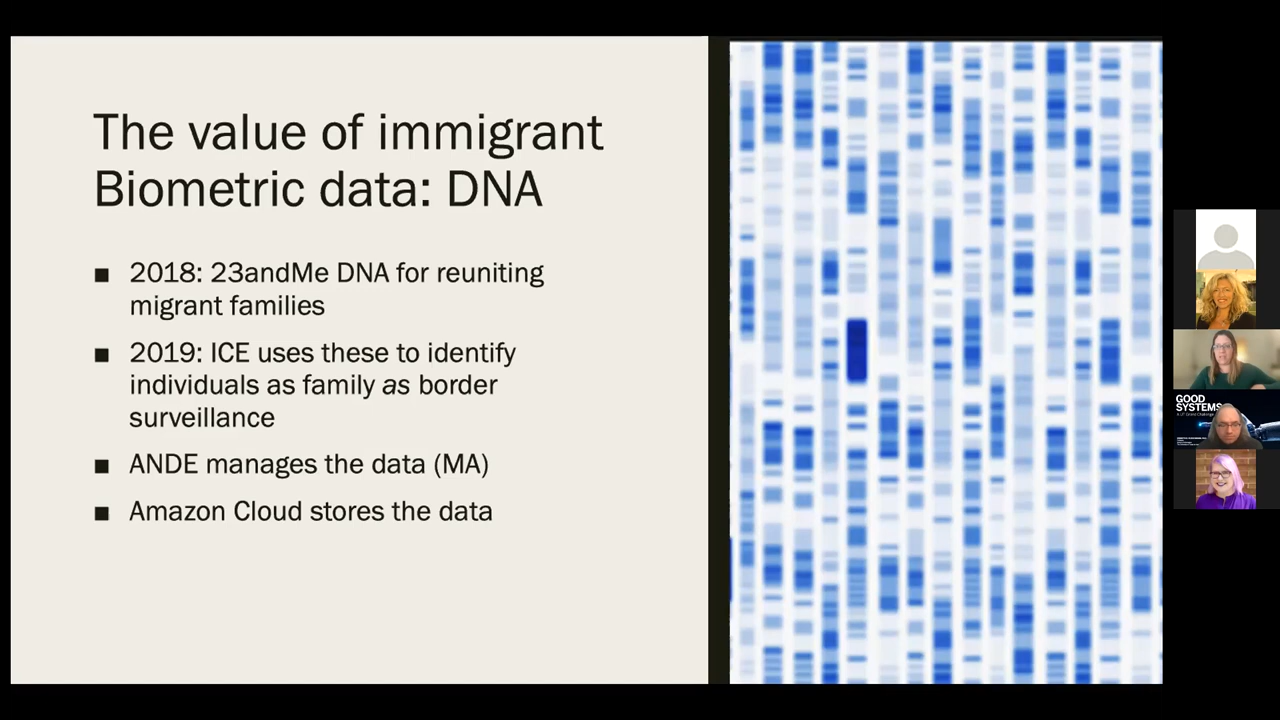 The value of immigrant
Biometric data: DNA
2018: 23andMe DNA for reuniting
migrant families
2019: ICE uses these to identify
individuals as family as border
surveillance
ANDE manages the data (MA)
Amazon Cloud stores the data
GOOD
SYSTEMS